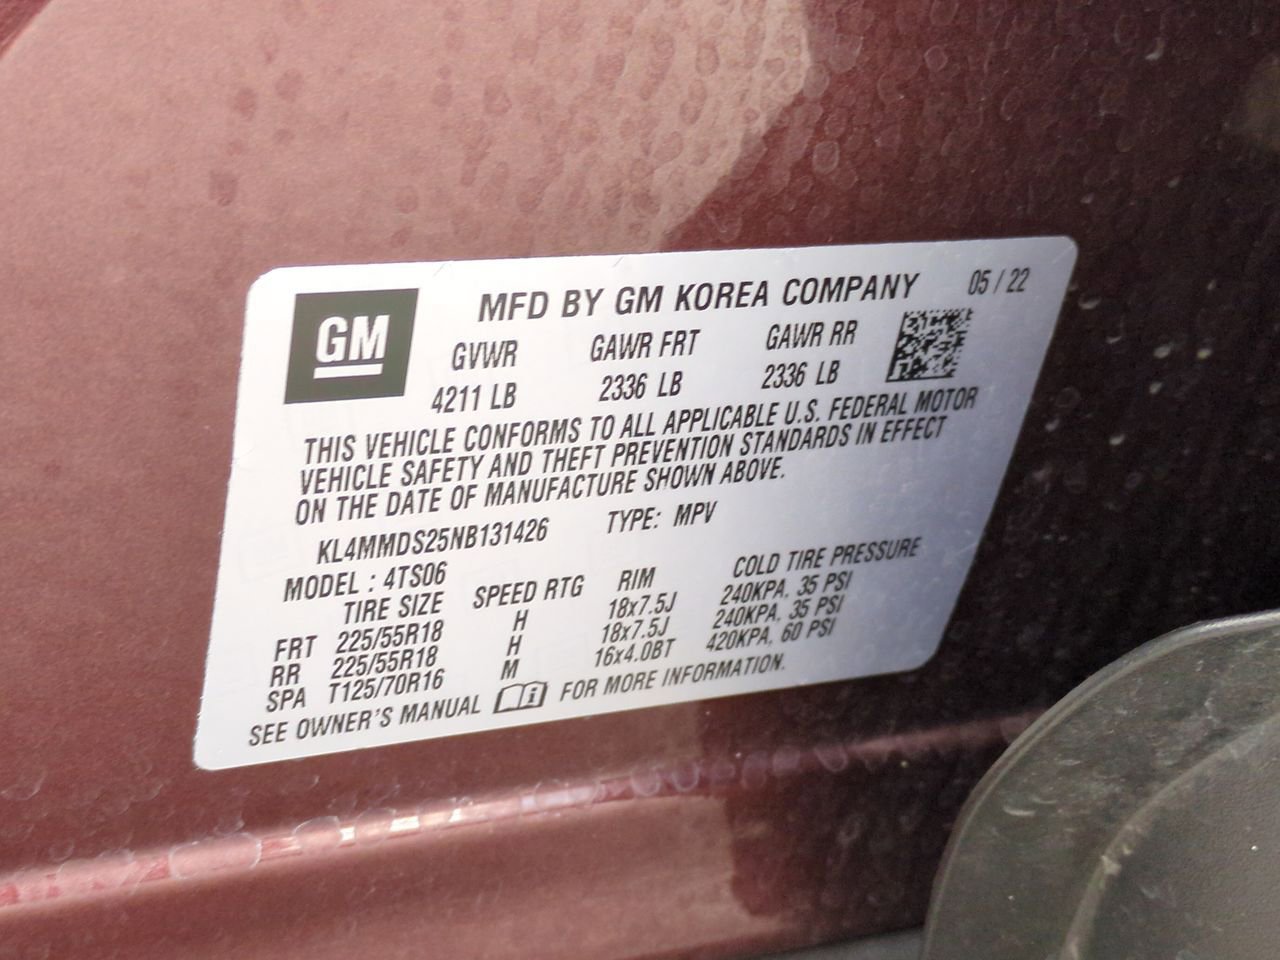 GM
MFD BY GM KOREA COMPANY 05 / 22
GVWR GAWR FRT GAWR RR
4211 LB 2336 LB 2336 LB
THIS VEHICLE CONFORMS TO ALL APPLICABLE U.S. FEDERAL MOTOR
VEHICLE SAFETY AND THEFT PREVENTION STANDARDS IN EFFECT
ON THE DATE OF MANUFACTURE SHOWN ABOVE.
KL4MMDS25NB131426 TYPE: MPV
MODEL : 4TS06
TIRE SIZE SPEED RTG RIM COLD TIRE PRESSURE
FRT 225/55R18 H 18x7.5J 240KPA, 35 PSI
RR 225/55R18 H 18x7.5J 240KPA, 35 PSI
SPA T125/70R16 M 16x4.0BT 420KPA, 60 PSI
SEE OWNER'S MANUAL i FOR MORE INFORMATION.